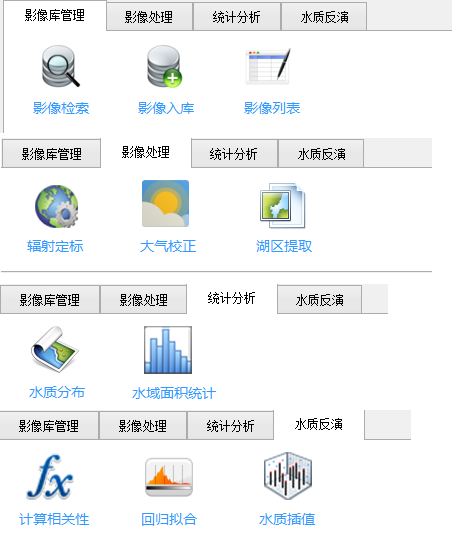 影像库管理 影像处理 统计分析 水质反演
影像检索 影像入库 影像列表
影像库管理 影像处理 统计分析 水质反演
辐射定标 大气校正 湖区提取
影像库管理 影像处理 统计分析 水质反演
水质分布 水域面积统计
影像库管理 影像处理 统计分析 水质反演
fx
计算相关性 回归拟合 水质插值